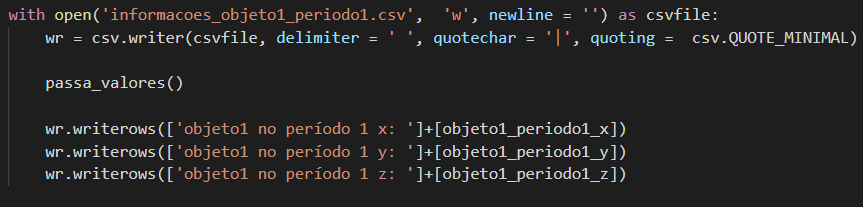 with open('informacoes_objeto1_periodo1.csv',  'w', newline = '') as csvfile:
    wr = csv.writer(csvfile, delimiter = ' ', quotechar = '|', quoting =  csv.QUOTE_MINIMAL)
    passa_valores()
    wr.writerows(['objeto1 no período 1 x: ']+[objeto1_periodo1_x])
    wr.writerows(['objeto1 no período 1 y: ']+[objeto1_periodo1_y])
    wr.writerows(['objeto1 no período 1 z: ']+[objeto1_periodo1_z])